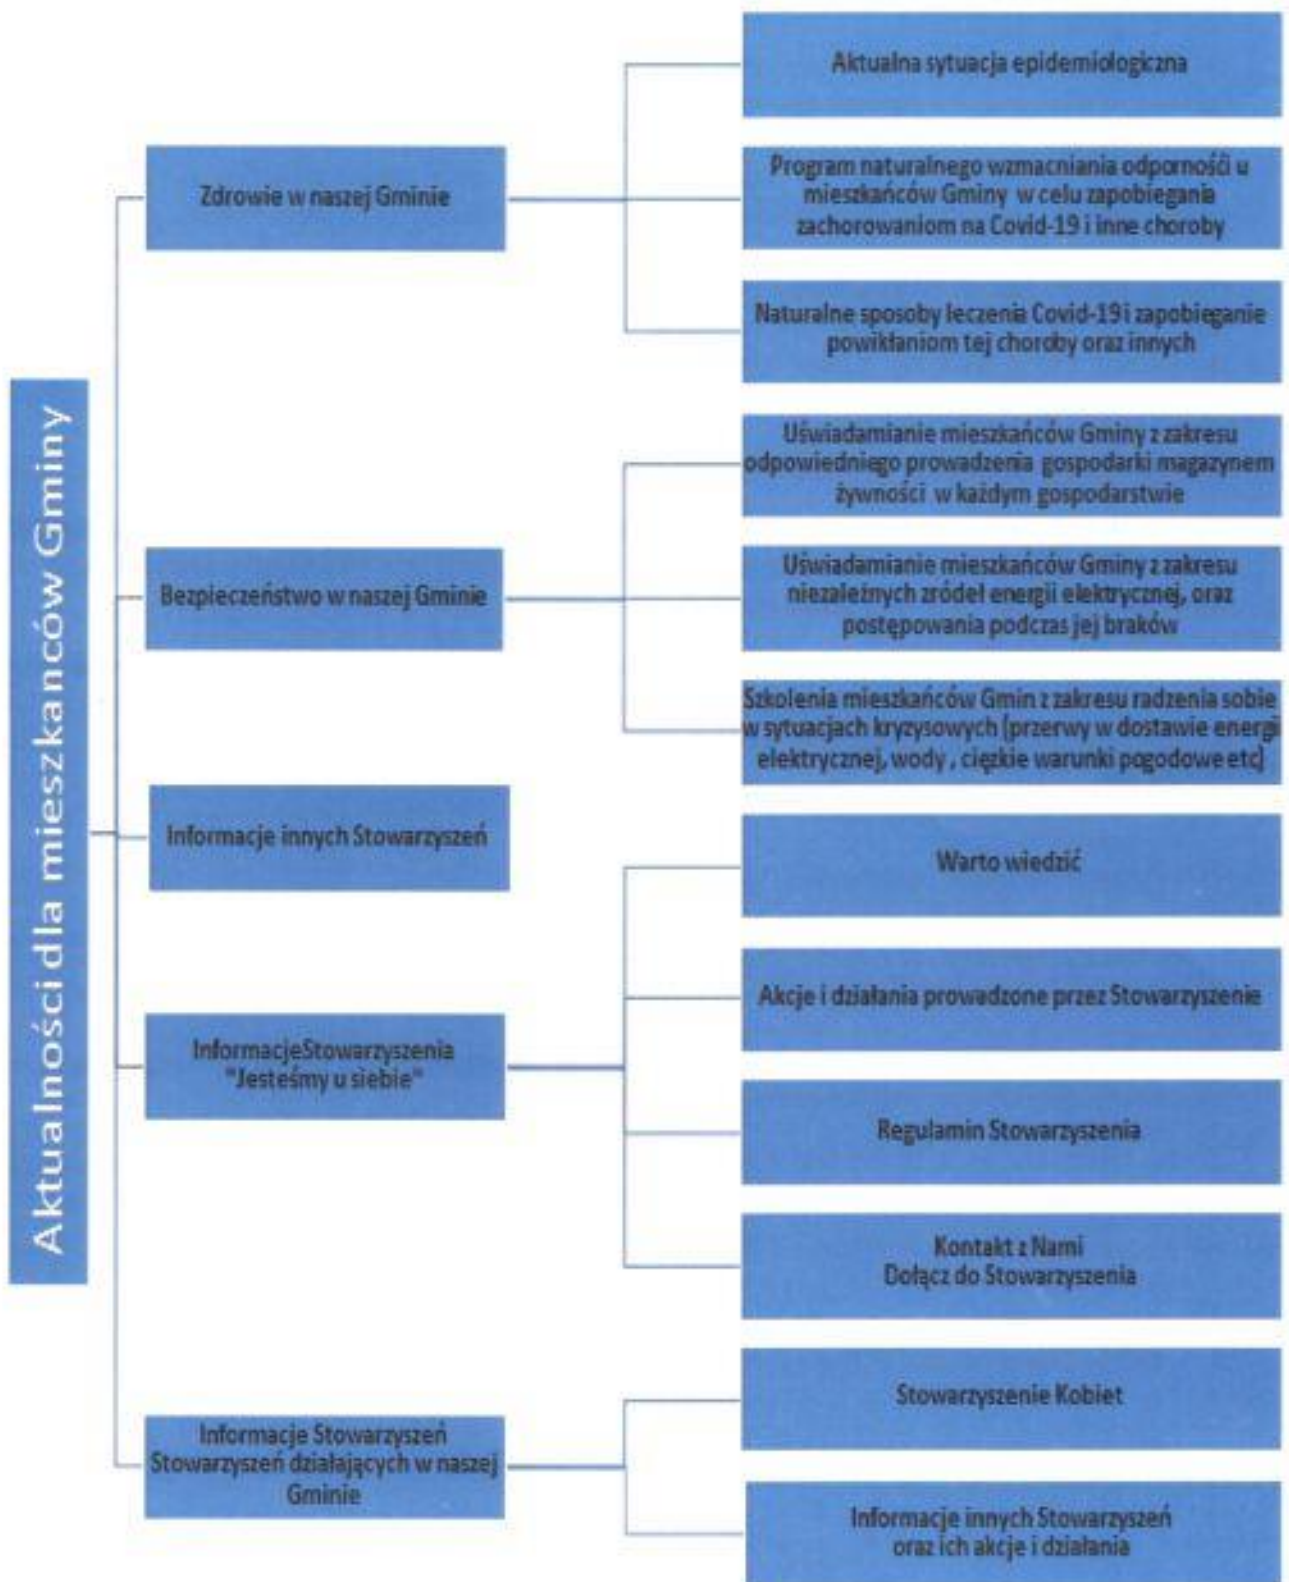 Aktualności dla mieszkańców Gminy
Zdrowie w naszej Gminie
Aktualna sytuacja epidemiologiczna
Program naturalnego wzmacniania odpornośći u
mieszkańców Gminy w celu zapobiegania
zachorowaniom na Covid-19 i inne choroby
Naturalne sposoby leczenia Covid-19 i zapobieganie
powikłaniom tej choroby oraz innych
Bezpieczeństwo w naszej Gminie
Uświadamianie mieszkańców Gminy z zakresu
odpowiedniego prowadzenia gospodarki magazynem
żywności w każdym gospodarstwie
Uświadamianie mieszkańców Gminy z zakresu
niezależnych zródeł energii elektrycznej, oraz
postępowania podczas jej braków
Szkolenia mieszkańców Gmin z zakresu radzenia sobie
w sytuacjach kryzysowych (przerwy w dostawie energi
elektrycznej, wody , ciężkie warunki pogodowe etc)
Informacje innych Stowarzyszeń
InformacjeStowarzyszenia
"Jesteśmy u siebie"
Warto wiedzić
Akcje i działania prowadzone przez Stowarzyszenie
Regulamin Stowarzyszenia
Kontakt z Nami
Dołącz do Stowarzyszenia
Informacje Stowarzyszeń
Stowarzyszeń działających w naszej
Gminie
Stowarzyszenie Kobiet
Informacje innych Stowarzyszeń
oraz ich akcje i działania